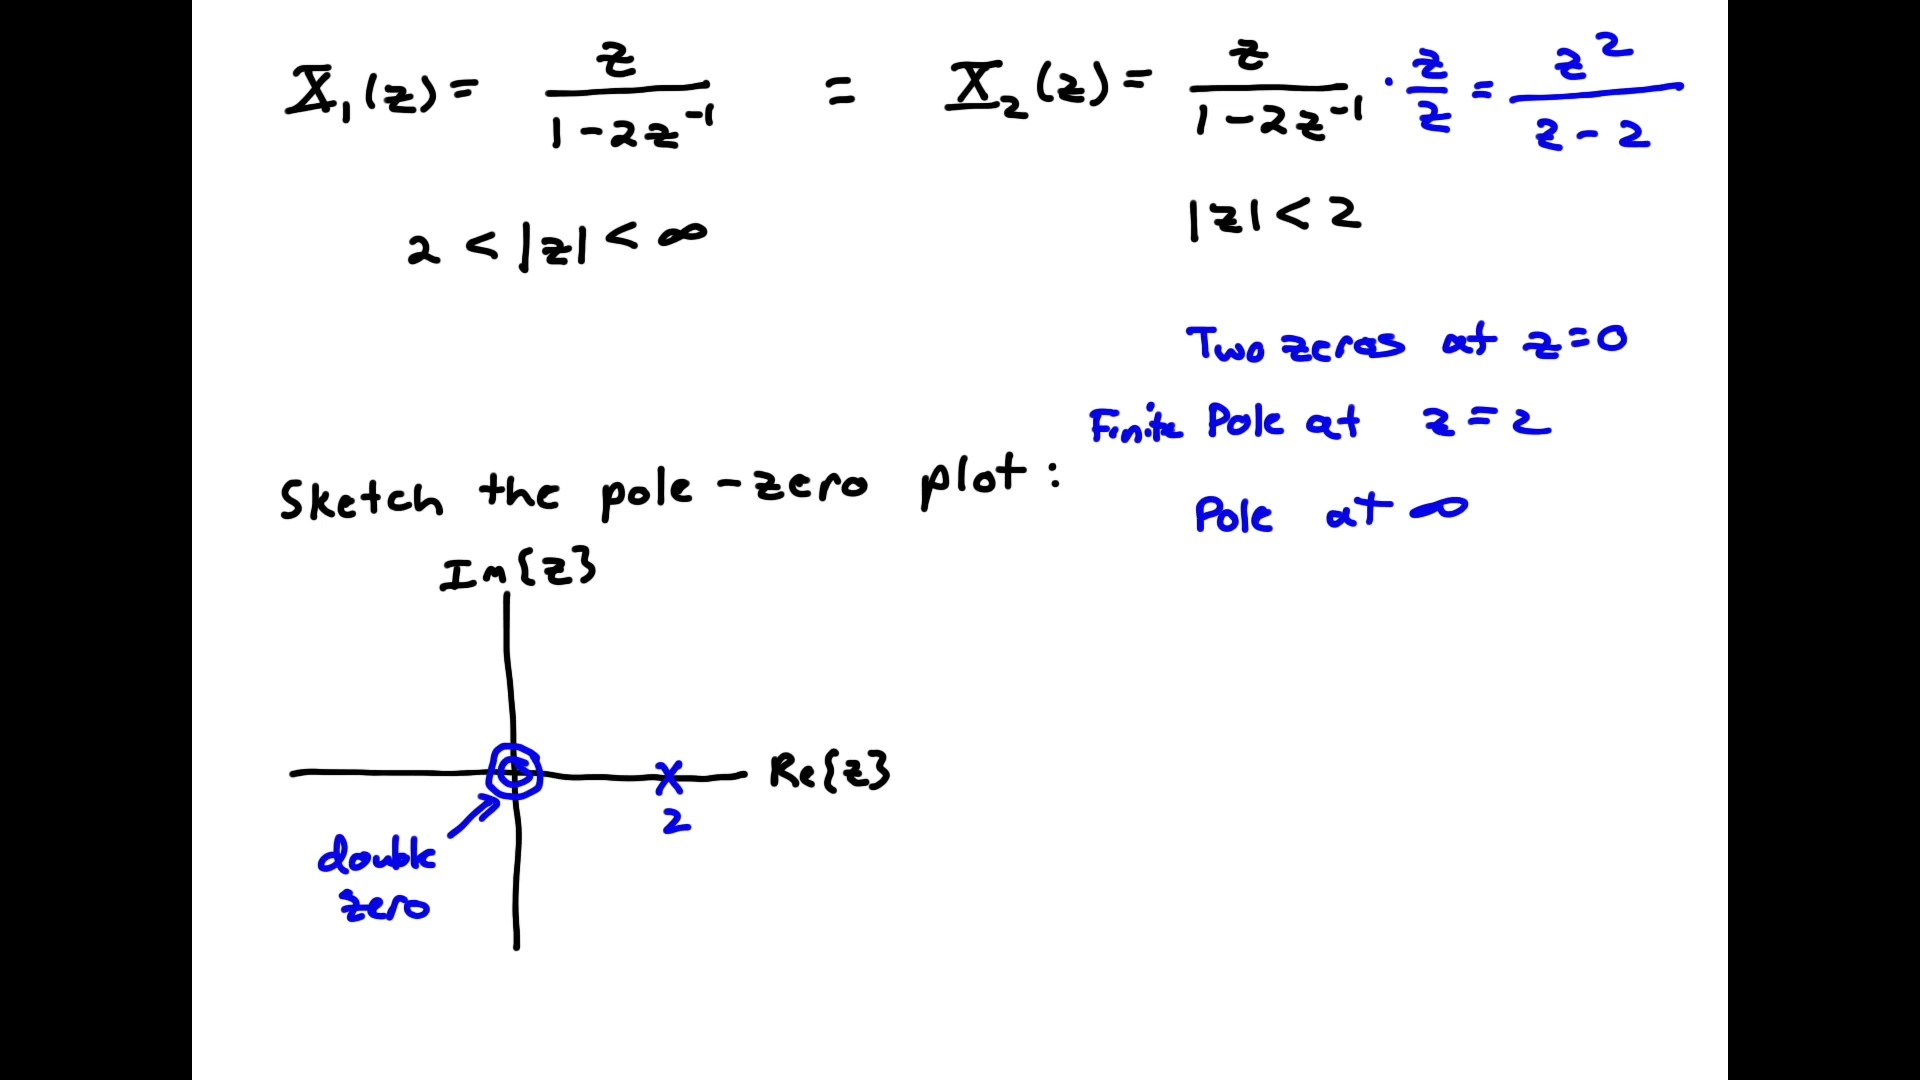 X₁(z) = z / (1 - 2z⁻¹) = X₂(z) = z / (1 - 2z⁻¹) · z/z = z² / (z - 2)
2 < |z| < ∞
|z| < 2
Two zeros at z = 0
Finite Pole at z = 2
Pole at ∞
Sketch the pole-zero plot:
Im{z}
Re{z}
2
double
zero